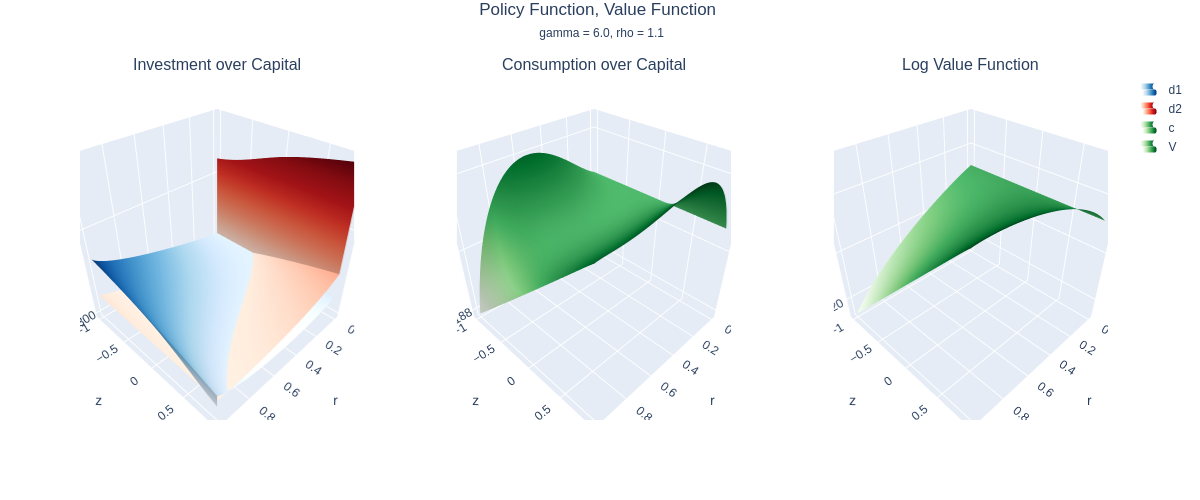 Policy Function, Value Function
gamma = 6.0, rho = 1.1
Investment over Capital
Consumption over Capital
Log Value Function
d1
d2
c
V
−1
−0.5
0
0.5
z
0
0.2
0.4
0.6
0.8
r
−1
−0.5
0
0.5
z
0
0.2
0.4
0.6
0.8
r
−1
−0.5
0
0.5
z
0
0.2
0.4
0.6
0.8
r